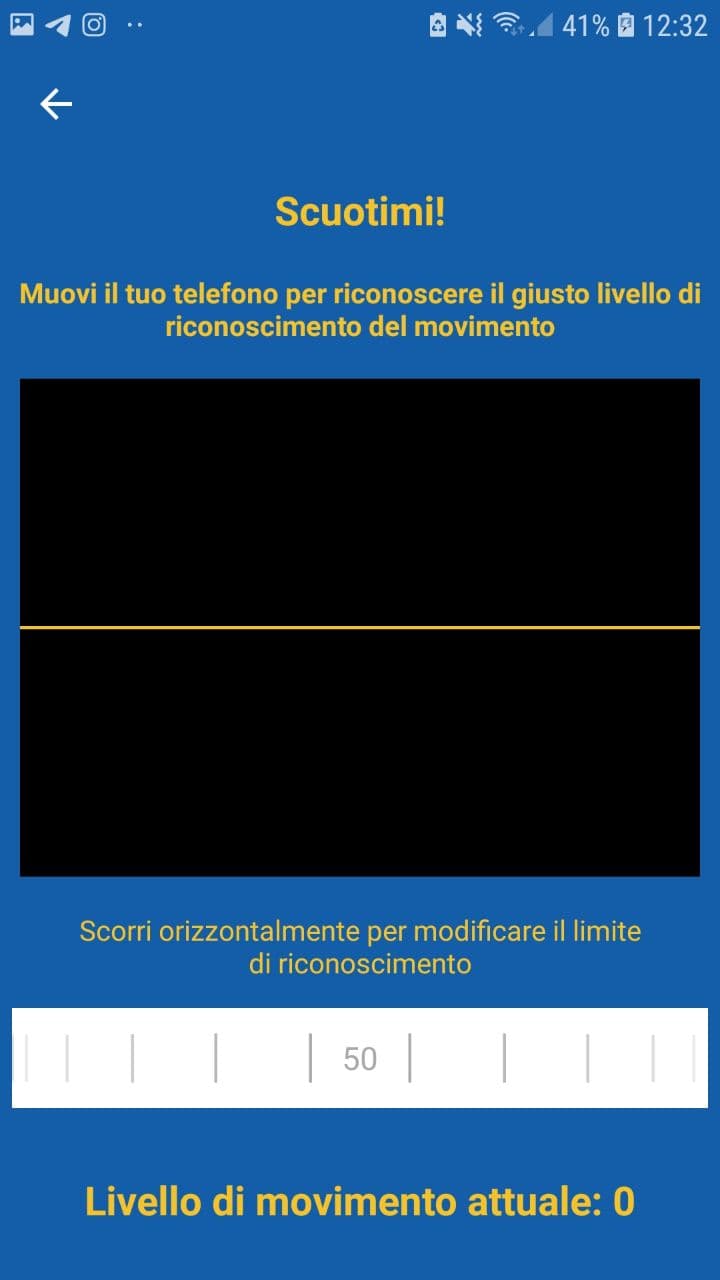 41% 12:32
Scuotimi!
Muovi il tuo telefono per riconoscere il giusto livello di
riconoscimento del movimento
Scorri orizzontalmente per modificare il limite
di riconoscimento
50
Livello di movimento attuale: 0